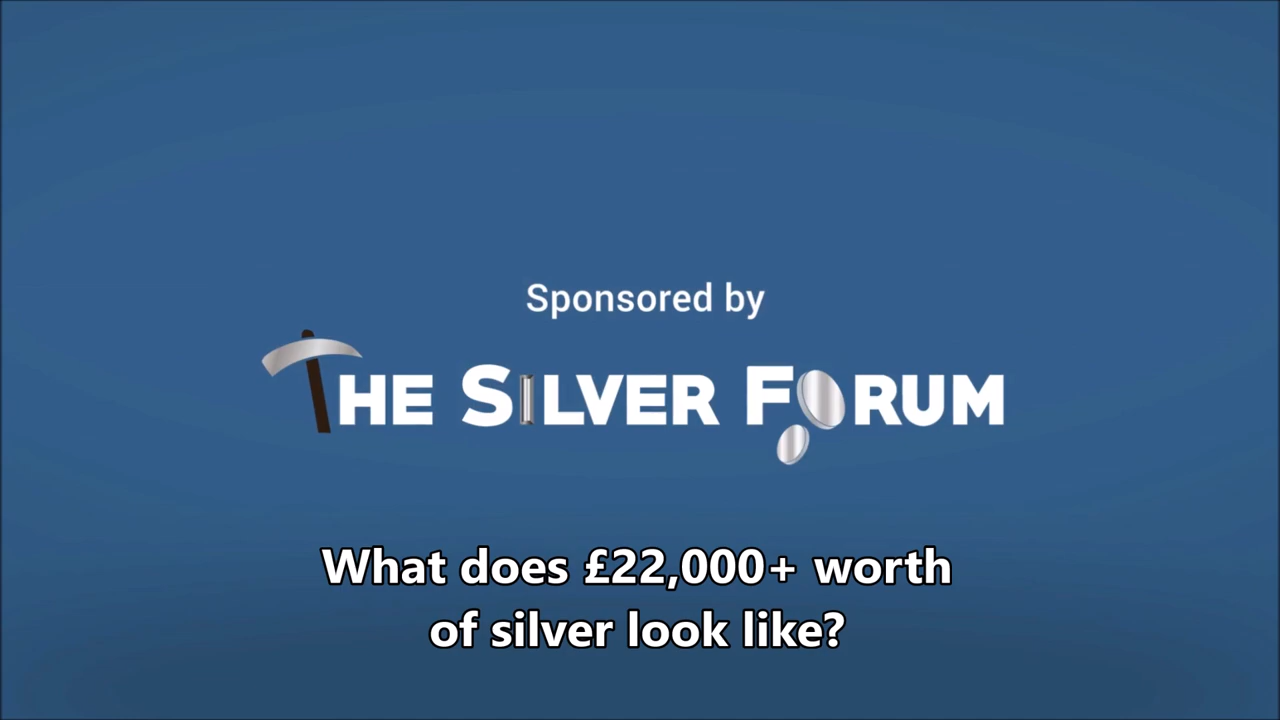 Sponsored by
THE SILVER FORUM
What does £22,000+ worth
of silver look like?